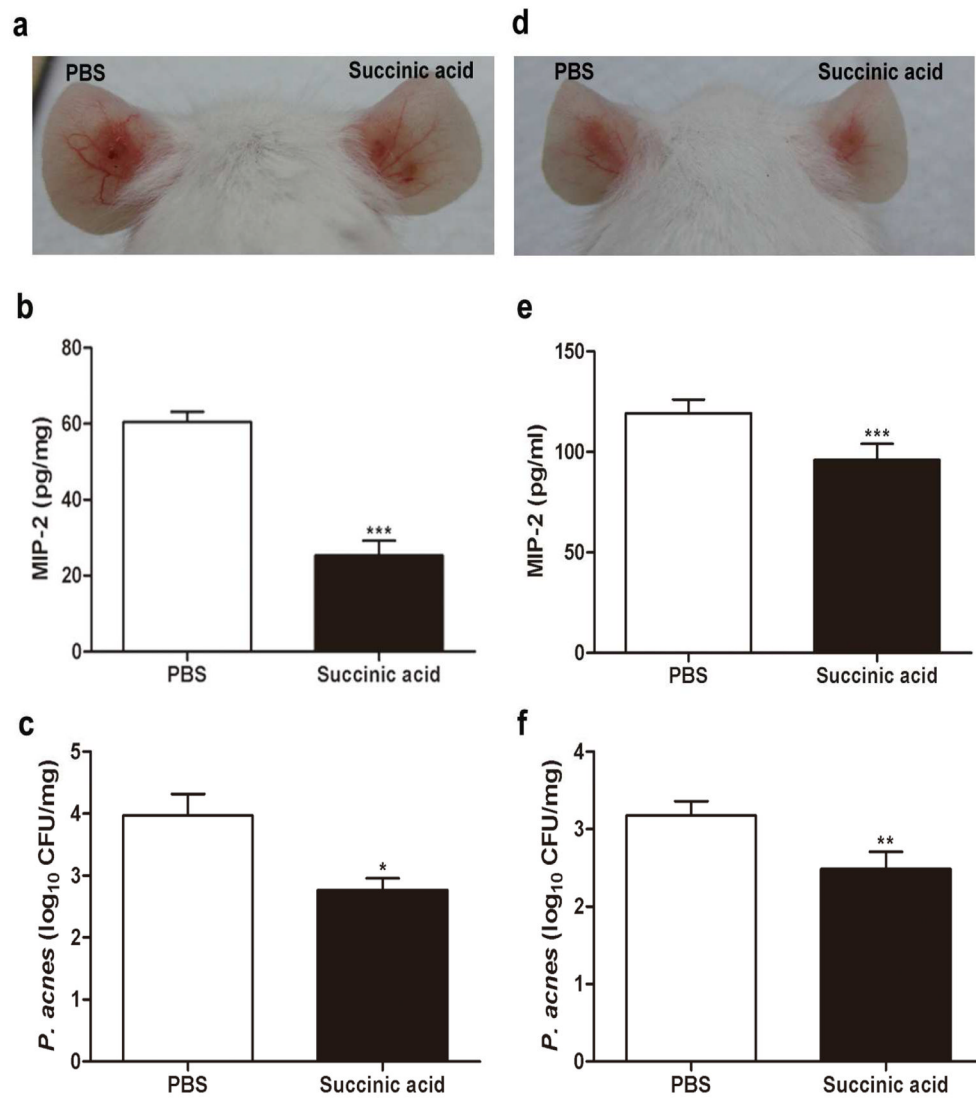 a
PBS
Succinic acid
d
PBS
Succinic acid
b
MIP-2 (pg/mg)
80
60
40
20
0
***
PBS
Succinic acid
e
MIP-2 (pg/ml)
150
100
50
0
***
PBS
Succinic acid
c
P. acnes (log₁₀ CFU/mg)
5
4
3
2
1
0
*
PBS
Succinic acid
f
P. acnes (log₁₀ CFU/mg)
4
3
2
1
0
**
PBS
Succinic acid